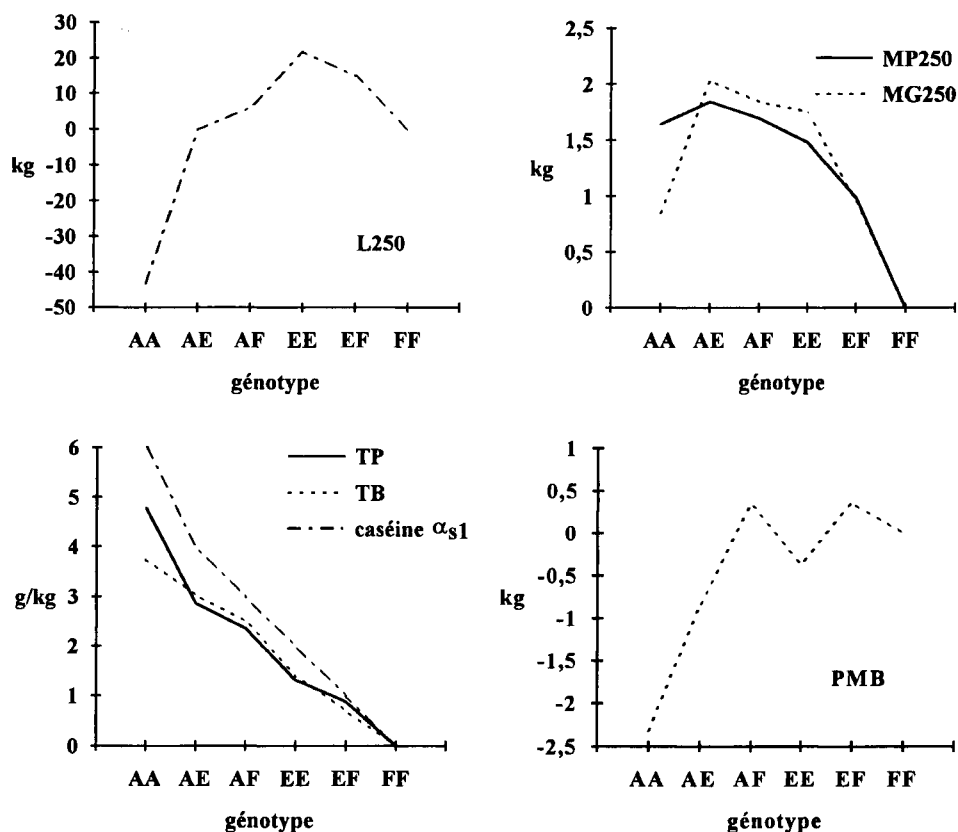 30
20
10
0
-10
kg
-20
-30
-40
-50
L250
AA AE AF EE EF FF
génotype
2,5
2
1,5
kg
1
0,5
0
MP250
MG250
AA AE AF EE EF FF
génotype
6
5
4
3
g/kg
2
1
0
TP
TB
caséine αs1
AA AE AF EE EF FF
génotype
1
0,5
0
-0,5
kg
-1
-1,5
-2
-2,5
PMB
AA AE AF EE EF FF
génotype